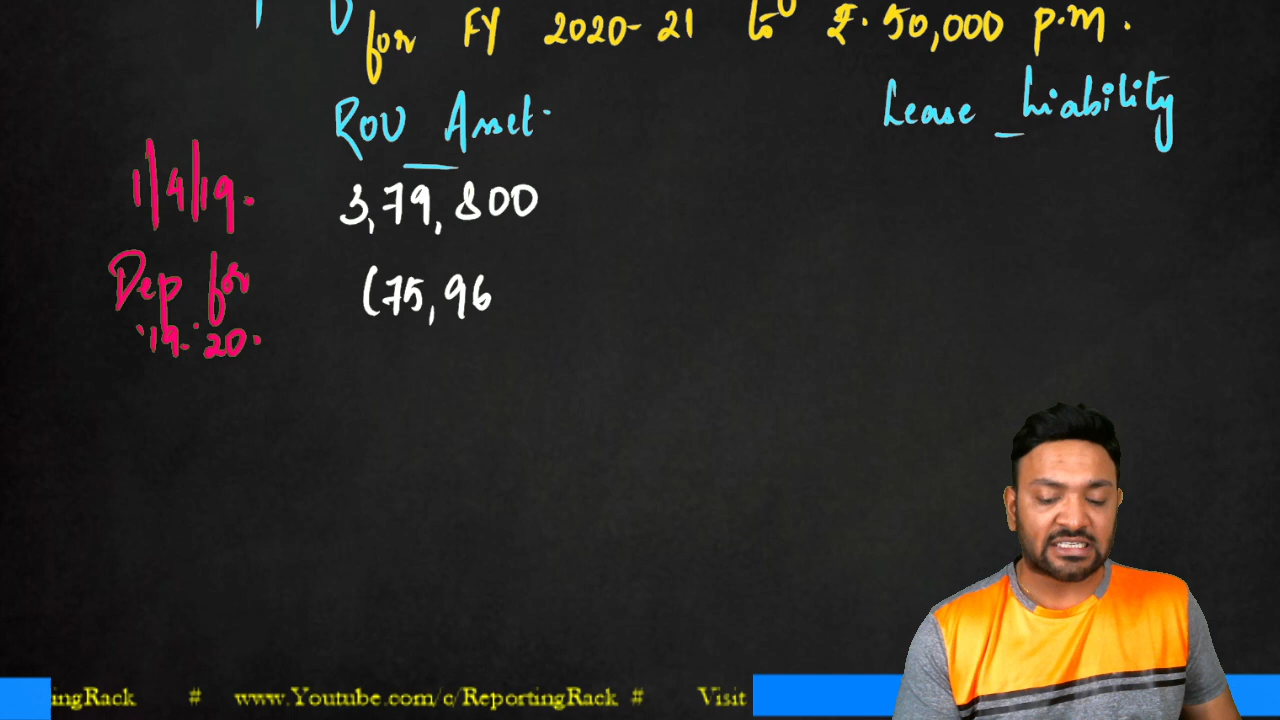 for FY 2020-21 to ₹. 50,000 p.m.
ROU Asset. Lease Liability
1/4/19. 3,79,800
Dep for (75,96
'19-'20.
ingRack # www.Youtube.com/c/ReportingRack # Visit